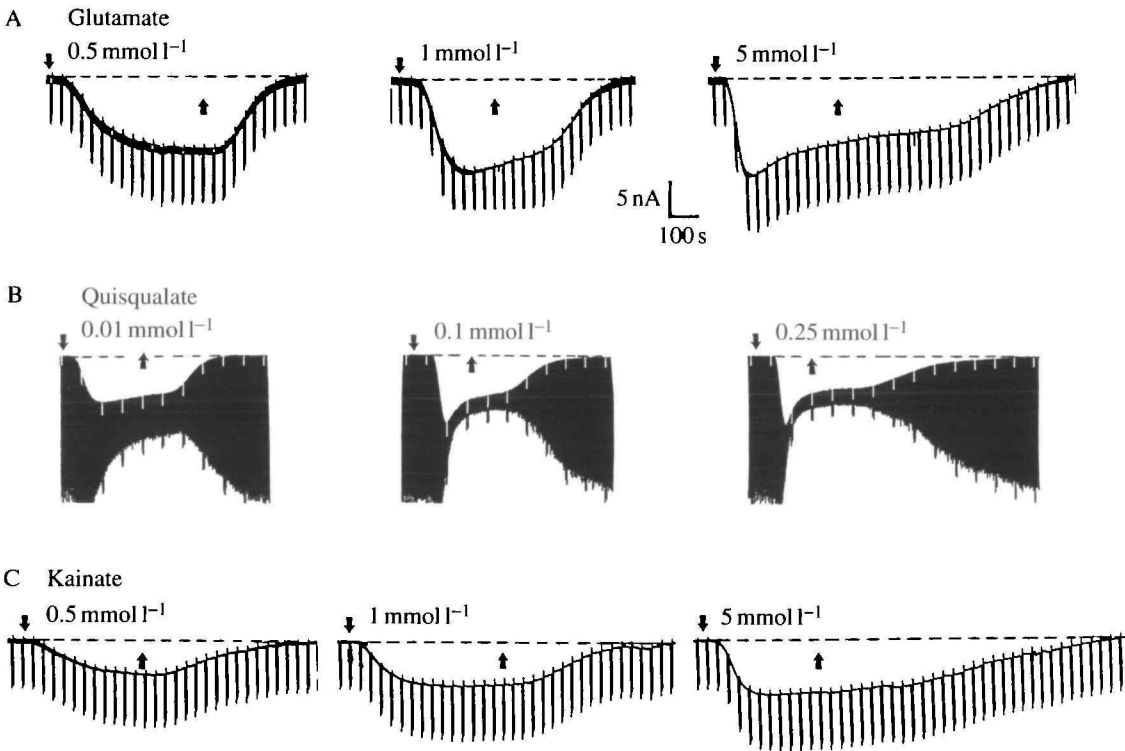 A Glutamate
0.5 mmol l⁻¹ 1 mmol l⁻¹ 5 mmol l⁻¹
5 nA
100 s
B Quisqualate
0.01 mmol l⁻¹ 0.1 mmol l⁻¹ 0.25 mmol l⁻¹
C Kainate
0.5 mmol l⁻¹ 1 mmol l⁻¹ 5 mmol l⁻¹